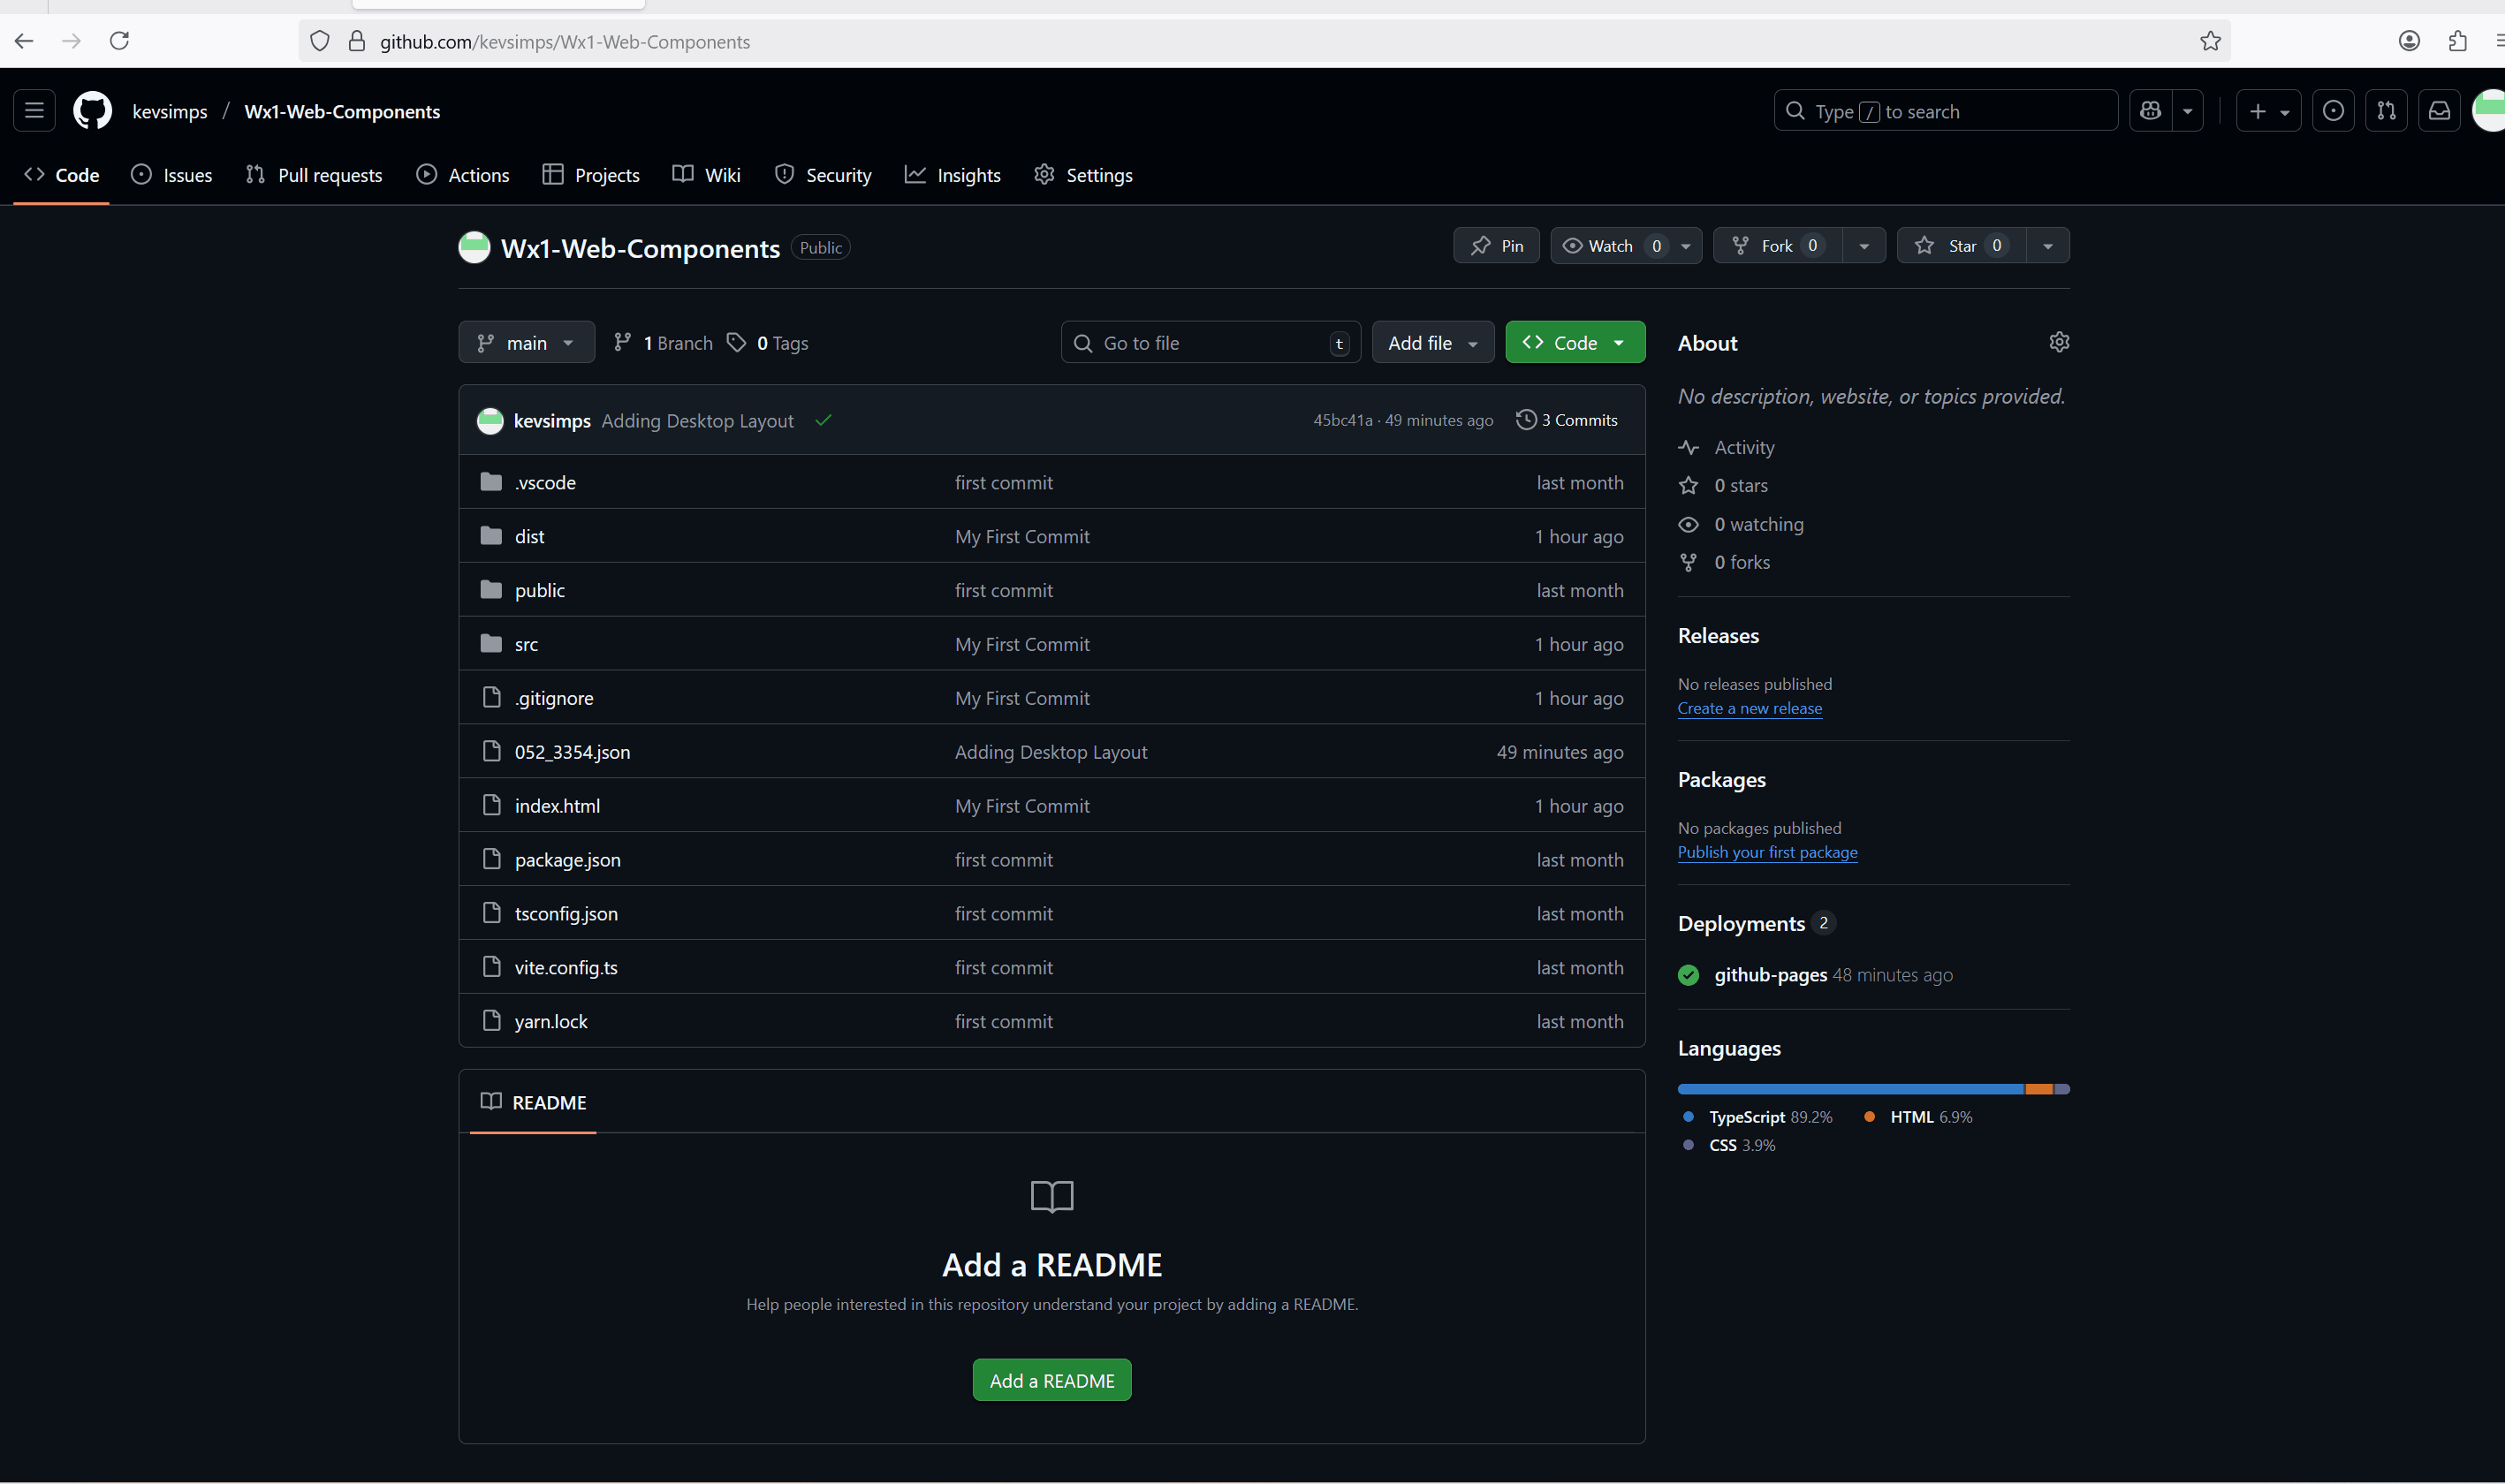 github.com/kevsimps/Wx1-Web-Components
kevsimps / Wx1-Web-Components
Type / to search
Code Issues Pull requests Actions Projects Wiki Security Insights Settings
Wx1-Web-Components Public
Pin Watch 0 Fork 0 Star 0
main 1 Branch 0 Tags
Go to file t Add file Code
kevsimps Adding Desktop Layout 45bc41a · 49 minutes ago 3 Commits
.vscode first commit last month
dist My First Commit 1 hour ago
public first commit last month
src My First Commit 1 hour ago
.gitignore My First Commit 1 hour ago
052_3354.json Adding Desktop Layout 49 minutes ago
index.html My First Commit 1 hour ago
package.json first commit last month
tsconfig.json first commit last month
vite.config.ts first commit last month
yarn.lock first commit last month
README
Add a README
Help people interested in this repository understand your project by adding a README.
Add a README
About
No description, website, or topics provided.
Activity
0 stars
0 watching
0 forks
Releases
No releases published
Create a new release
Packages
No packages published
Publish your first package
Deployments 2
github-pages 48 minutes ago
Languages
TypeScript 89.2% HTML 6.9%
CSS 3.9%